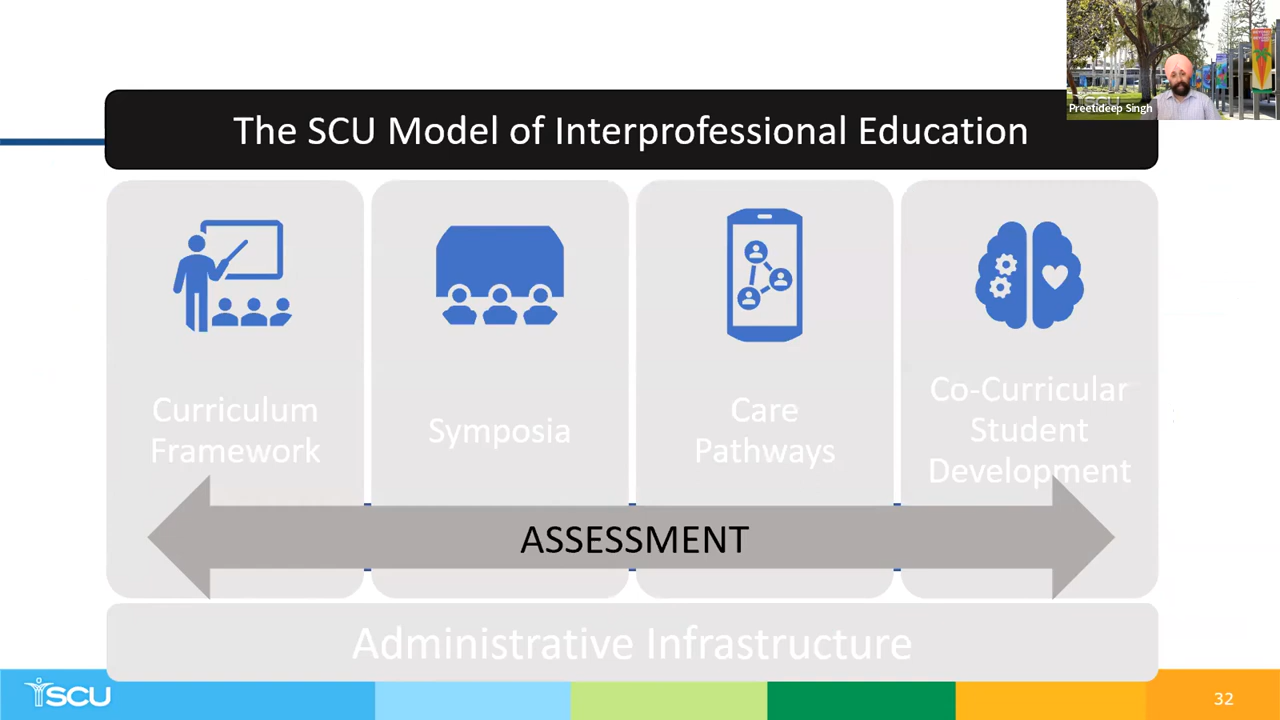 Preetideep Singh
The SCU Model of Interprofessional Education
Curriculum
Framework
Symposia
Care
Pathways
Co-Curricular
Student
Development
ASSESSMENT
Administrative Infrastructure
SCU
32